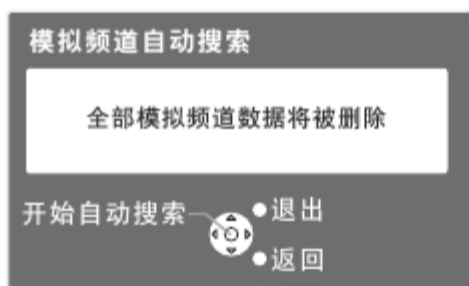 模拟频道自动搜索
全部模拟频道数据将被删除
开始自动搜索
退出
返回